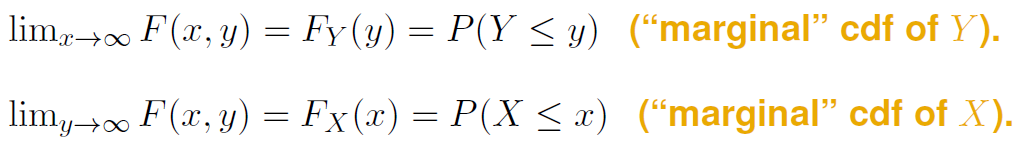 lim_{x→∞} F(x, y) = F_Y(y) = P(Y ≤ y) (“marginal” cdf of Y).
lim_{y→∞} F(x, y) = F_X(x) = P(X ≤ x) (“marginal” cdf of X).